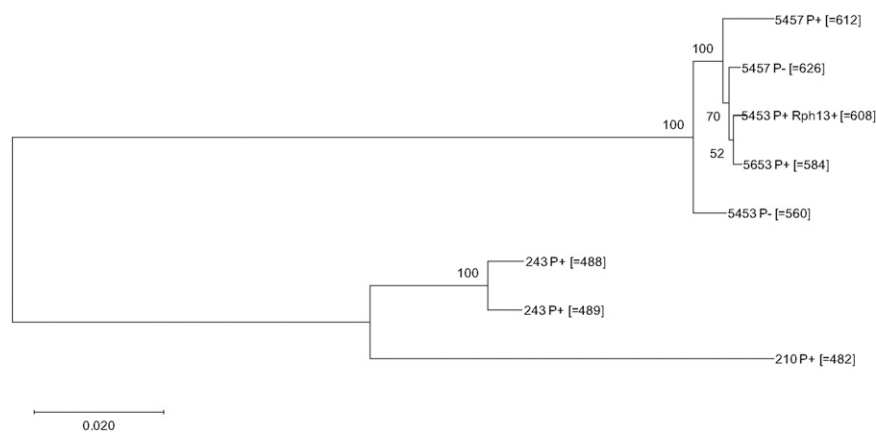 5457 P+ [=612]
100
5457 P- [=626]
70
5453 P+ Rph13+ [=608]
100
52
5653 P+ [=584]
5453 P- [=560]
243 P+ [=488]
100
243 P+ [=489]
210 P+ [=482]
0.020